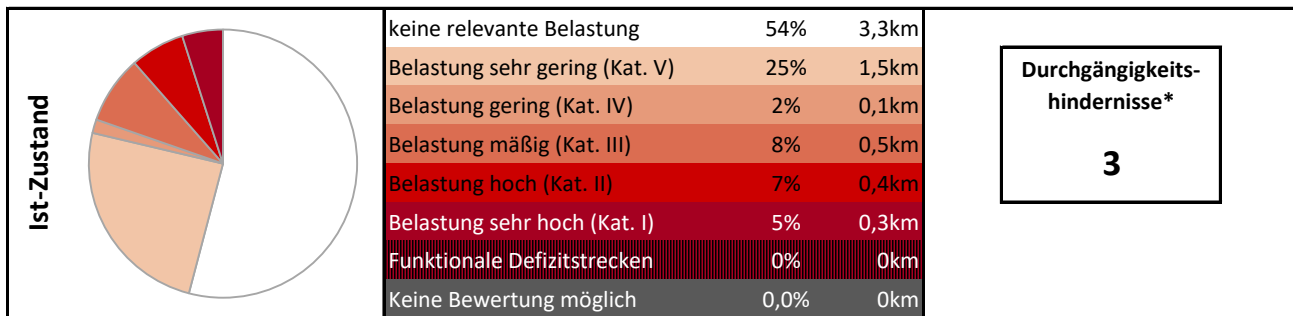 Ist-Zustand
keine relevante Belastung 54% 3,3km
Belastung sehr gering (Kat. V) 25% 1,5km
Belastung gering (Kat. IV) 2% 0,1km
Belastung mäßig (Kat. III) 8% 0,5km
Belastung hoch (Kat. II) 7% 0,4km
Belastung sehr hoch (Kat. I) 5% 0,3km
Funktionale Defizitstrecken 0% 0km
Keine Bewertung möglich 0,0% 0km
Durchgängigkeits-
hindernisse*
3